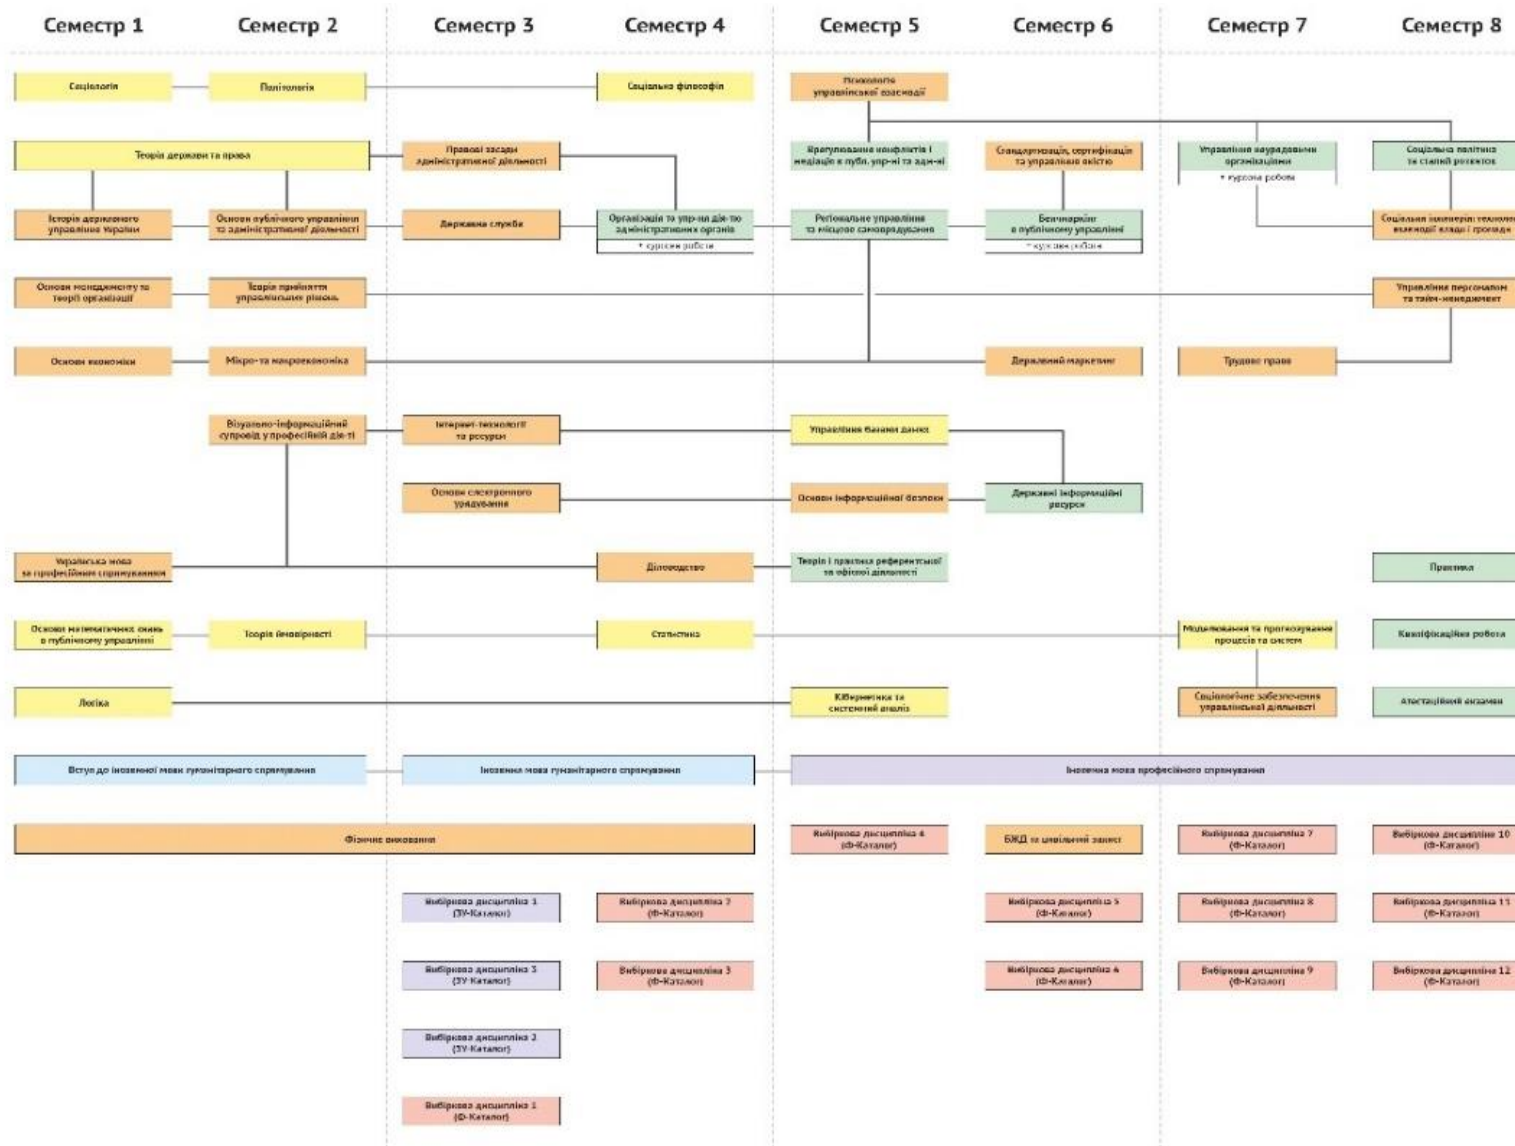 Семестр 1
Семестр 2
Семестр 3
Семестр 4
Семестр 5
Семестр 6
Семестр 7
Семестр 8
Соціологія
Політологія
Соціальна філософія
Психологія
управлінської взаємодії
Теорія держави та права
Правові засади
адміністративної діяльності
Врегулювання конфліктів і
медіація в публ. упр-ні та адм-ні
Стандартизація, сертифікація
та управління якістю
Управління неурядовими
організаціями
+ курсова робота
Соціальна політика
та сталий розвиток
Історія державного
управління України
Основи публічного управління
та адміністративної діяльності
Державна служба
Організація та упр-ня дія-тю
адміністративних органів
+ курсова робота
Регіональне управління
та місцеве самоврядування
Бенчмаркінг
в публічному управлінні
+ курсова робота
Соціальна інженерія: технології
взаємодії влади і громади
Основи менеджменту та
теорії організації
Теорія прийняття
управлінських рішень
Управління персоналом
та тайм-менеджмент
Основи економіки
Мікро-та макроекономіка
Державний маркетинг
Трудове право
Візуально-інформаційний
супровід у професійній дія-ті
Інтернет-технології
та ресурси
Управління базами даних
Основи електронного
урядування
Основи інформаційної безпеки
Державні інформаційні
ресурси
Українська мова
за професійним спрямуванням
Діловодство
Теорія і практика референтської
та офісної діяльності
Практика
Основи математичних знань
в публічному управлінні
Теорія ймовірності
Статистика
Моделювання та прогнозування
процесів та систем
Кваліфікаційна робота
Логіка
Кібернетика та
системний аналіз
Соціологічне забезпечення
управлінської діяльності
Атестаційний екзамен
Вступ до іноземної мови гуманітарного спрямування
Іноземна мова гуманітарного спрямування
Іноземна мова професійного спрямування
Фізичне виховання
Вибіркова дисципліна 4
(Ф-Каталог)
БЖД та цивільний захист
Вибіркова дисципліна 7
(Ф-Каталог)
Вибіркова дисципліна 10
(Ф-Каталог)
Вибіркова дисципліна 1
(ЗУ-Каталог)
Вибіркова дисципліна 2
(Ф-Каталог)
Вибіркова дисципліна 5
(Ф-Каталог)
Вибіркова дисципліна 8
(Ф-Каталог)
Вибіркова дисципліна 11
(Ф-Каталог)
Вибіркова дисципліна 3
(ЗУ-Каталог)
Вибіркова дисципліна 3
(Ф-Каталог)
Вибіркова дисципліна
(Ф-Каталог)
Вибіркова дисципліна 9
(Ф-Каталог)
Вибіркова дисципліна 12
(Ф-Каталог)
Вибіркова дисципліна 2
(ЗУ-Каталог)
Вибіркова дисципліна 1
(Ф-Каталог)